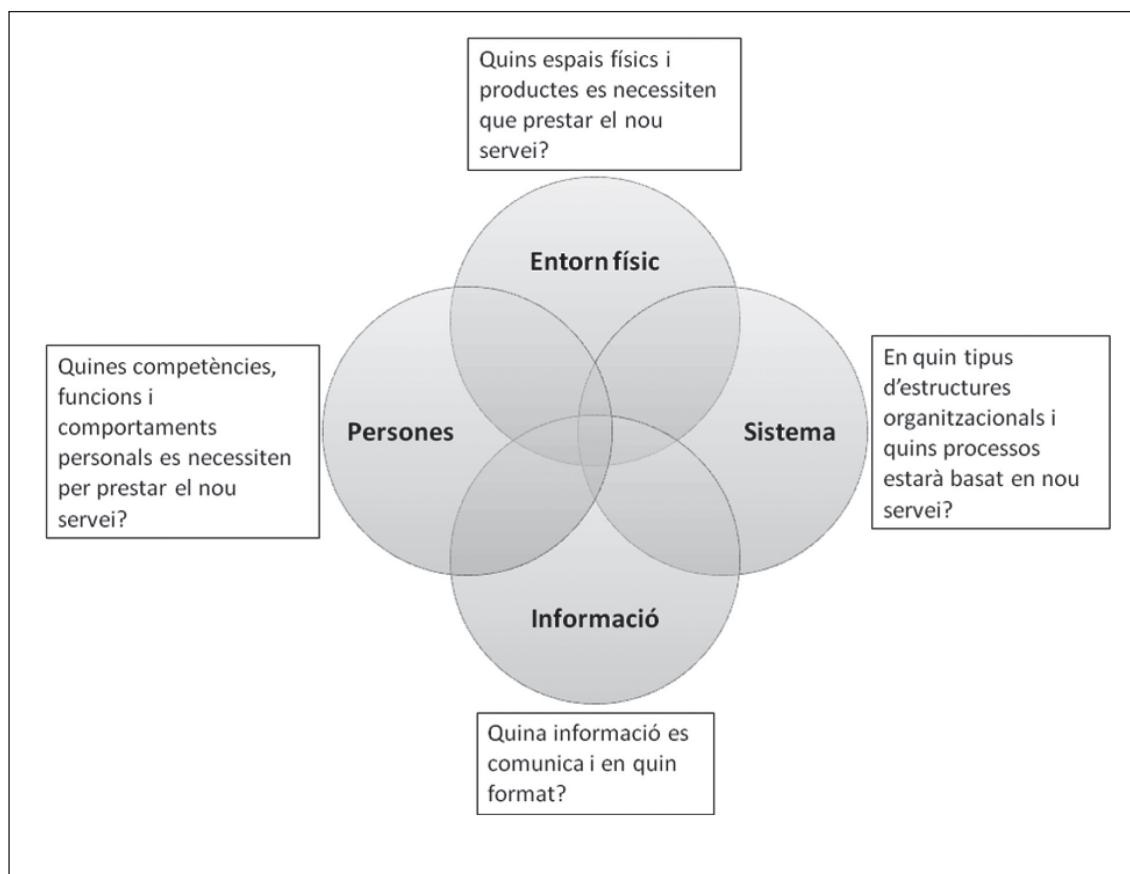 Quins espais físics i
productes es necessiten
que prestar el nou
servei?
Entorn físic
Quines competències,
funcions i
comportaments
personals es necessiten
per prestar el nou
servei?
Persones
Sistema
En quin tipus
d'estructures
organitzacionals i
quins processos
estarà basat en nou
servei?
Informació
Quina informació es
comunica i en quin
format?